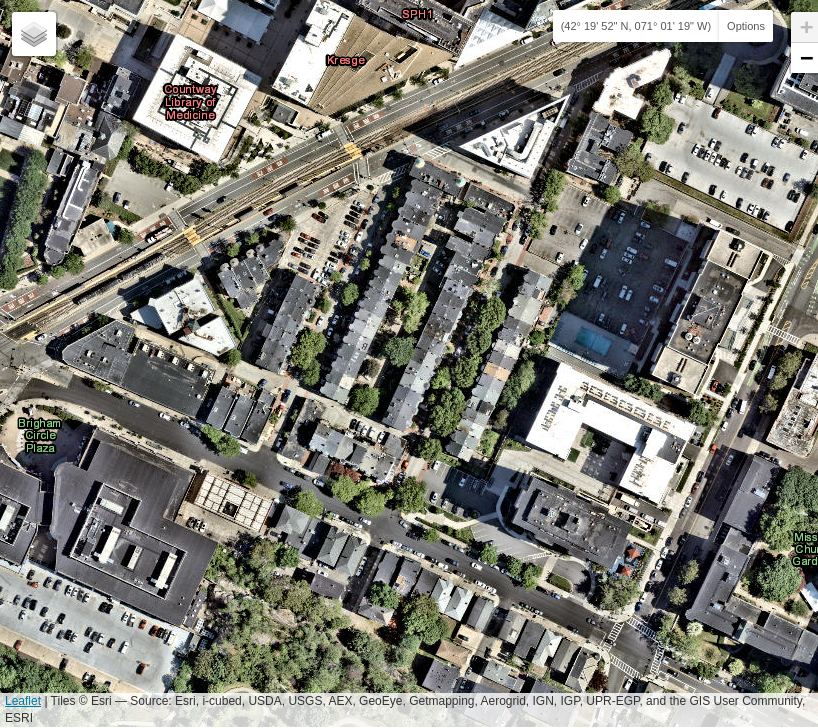 SPH1
(42° 19' 52" N, 071° 01' 19" W)
Options
+
−
Kresge
Countway
Library of
Medicine
Brigham
Circle
Plaza
Leaflet | Tiles © Esri — Source: Esri, i-cubed, USDA, USGS, AEX, GeoEye, Getmapping, Aerogrid, IGN, IGP, UPR-EGP, and the GIS User Community,
ESRI